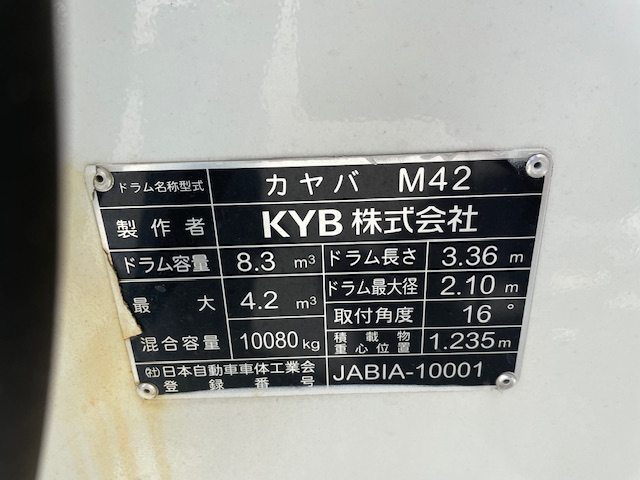 ドラム名称型式 カヤバ M42
製作者 KYB 株式会社
ドラム容量 8.3 m³ ドラム長さ 3.36 m
最大 4.2 m³ ドラム最大径 2.10 m
混合容量 10080 kg 取付角度 16°
積載物重心位置 1.235 m
㈳日本自動車車体工業会
登録番号 JABIA-10001